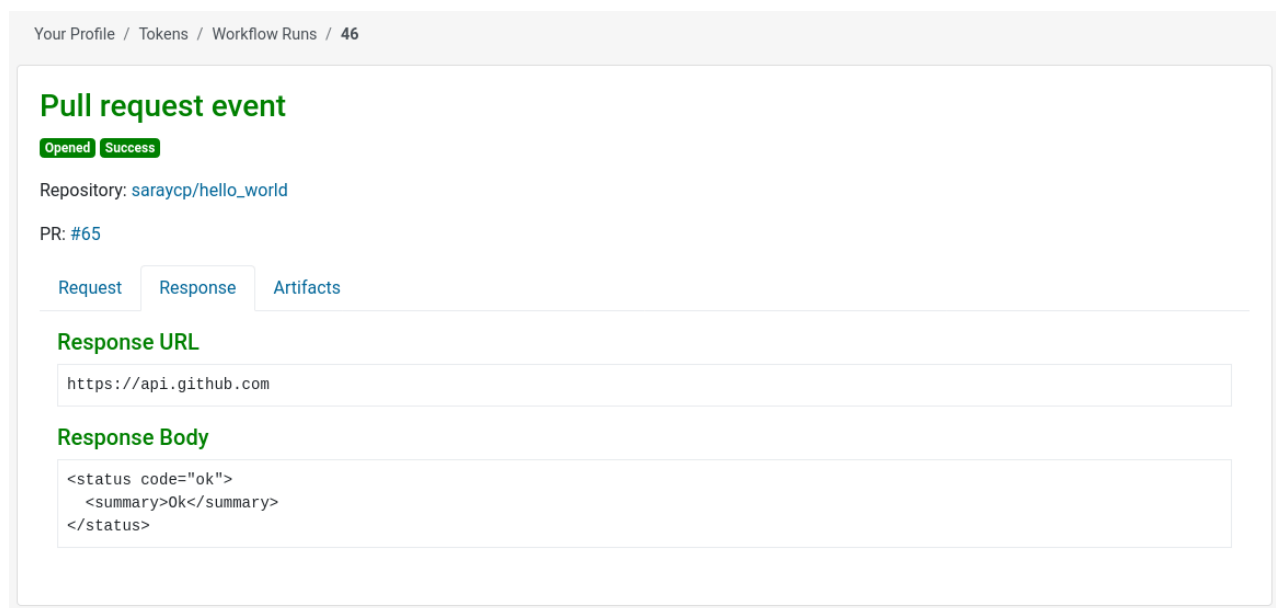 Your Profile / Tokens / Workflow Runs / 46
Pull request event
Opened Success
Repository: saraycp/hello_world
PR: #65
Request Response Artifacts
Response URL
https://api.github.com
Response Body
<status code="ok">
  <summary>Ok</summary>
</status>